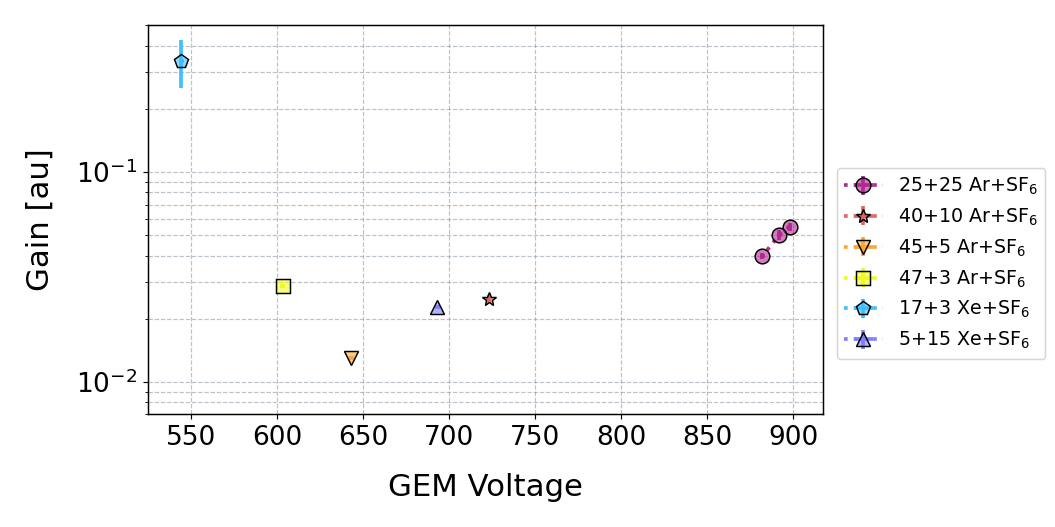 Gain [au]
10⁻¹
10⁻²
550 600 650 700 750 800 850 900
GEM Voltage
25+25 Ar+SF₆
40+10 Ar+SF₆
45+5 Ar+SF₆
47+3 Ar+SF₆
17+3 Xe+SF₆
5+15 Xe+SF₆